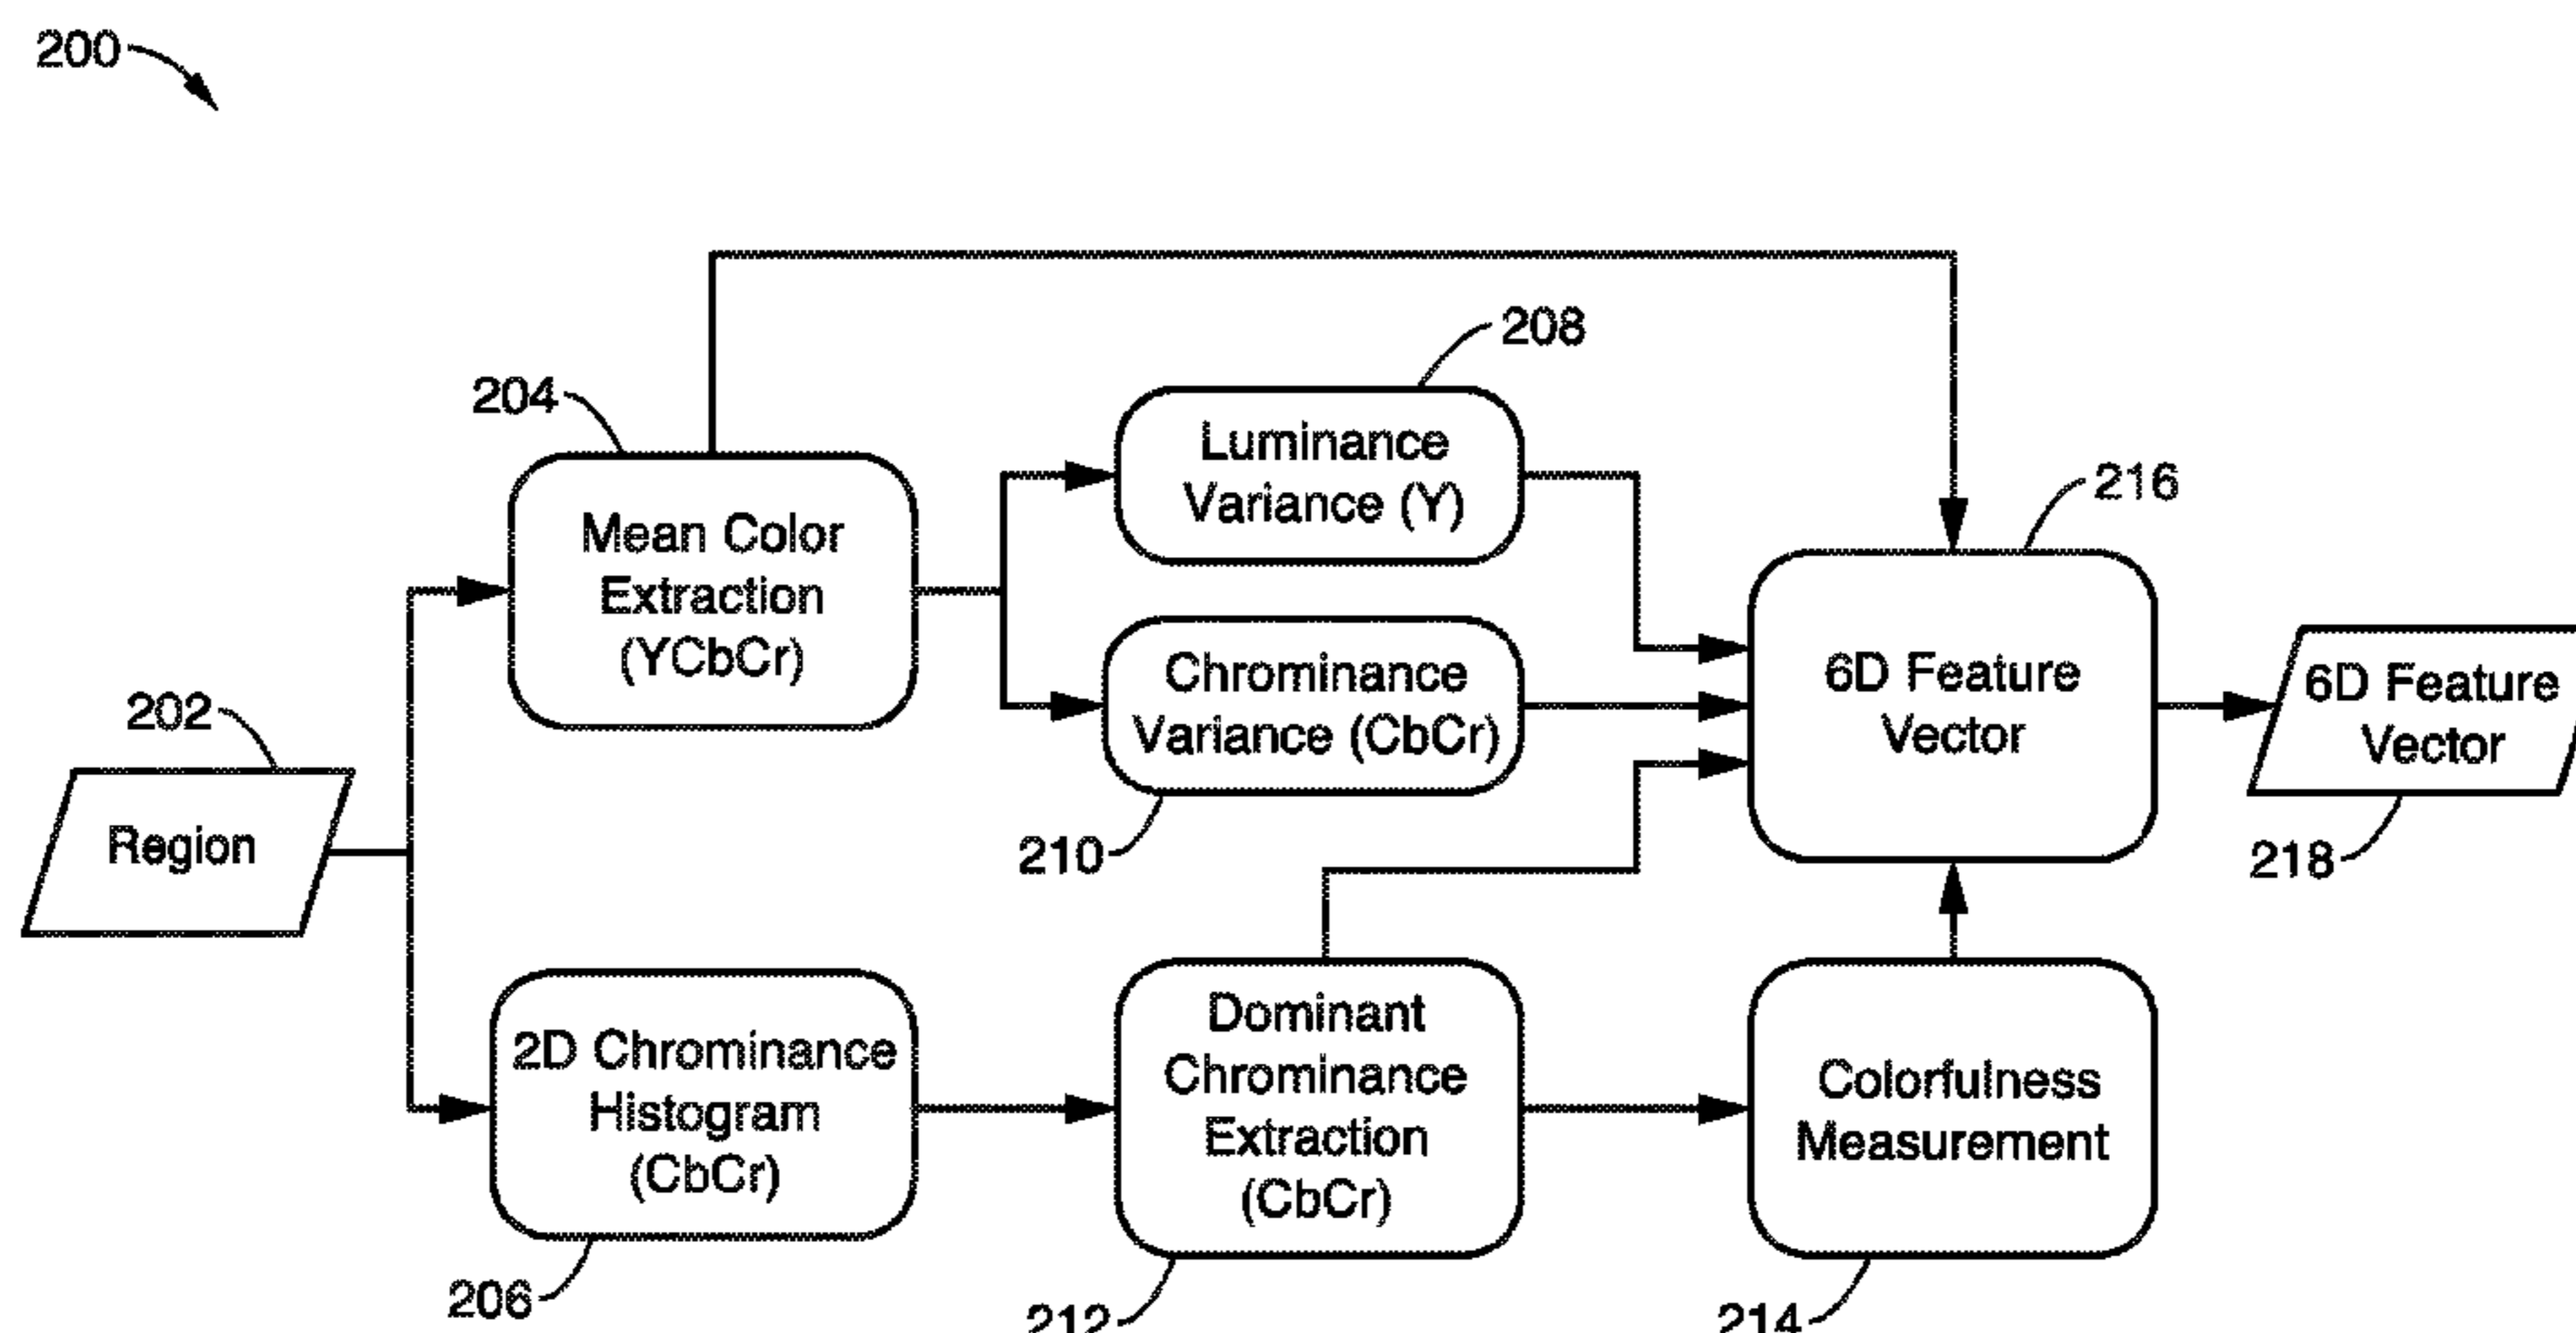 200
208
204
Luminance
Variance (Y)
216
Mean Color
Extraction
(YCbCr)
202
Chrominance
Variance (CbCr)
6D Feature
Vector
6D Feature
Vector
Region
210
218
2D Chrominance
Histogram
(CbCr)
Dominant
Chrominance
Extraction
(CbCr)
Colorfulness
Measurement
206
212
214